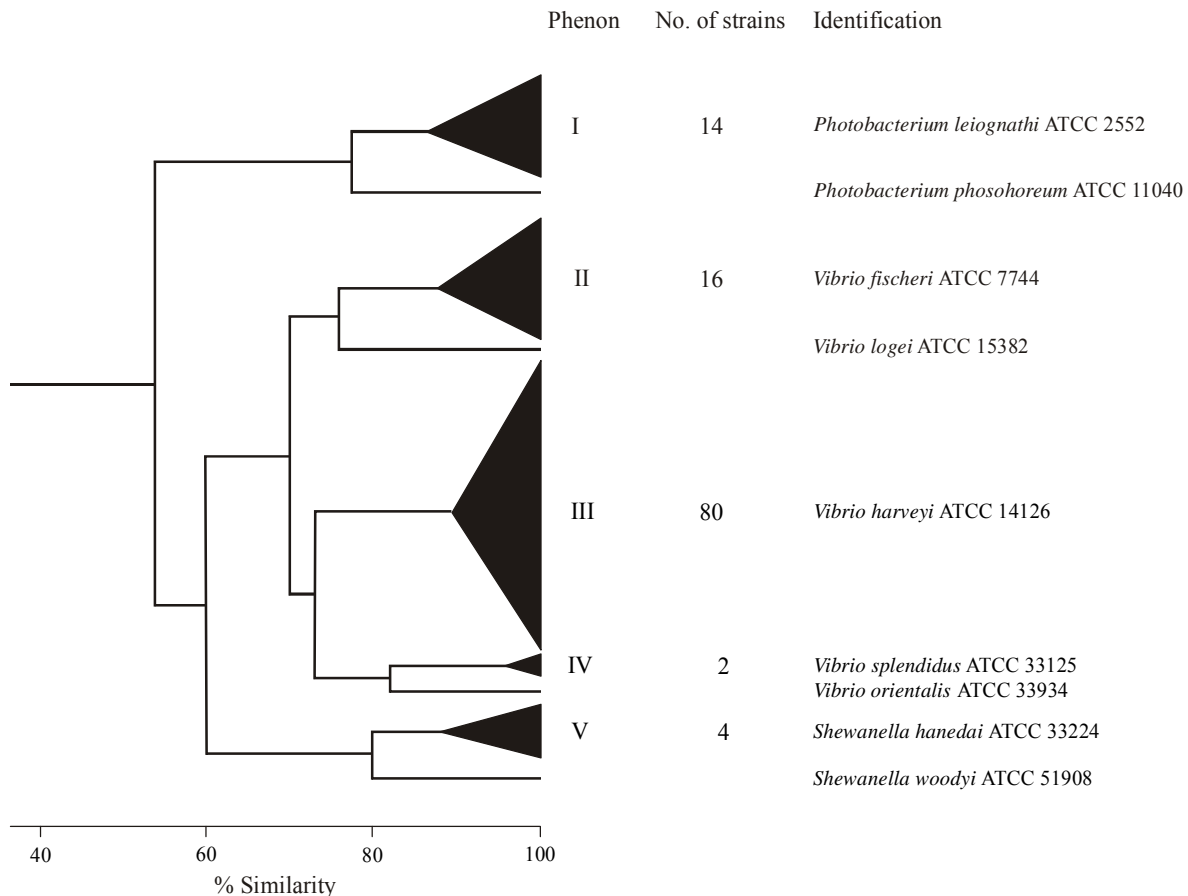 Phenon No. of strains Identification
I 14 Photobacterium leiognathi ATCC 2552
Photobacterium phosohoreum ATCC 11040
II 16 Vibrio fischeri ATCC 7744
Vibrio logei ATCC 15382
III 80 Vibrio harveyi ATCC 14126
IV 2 Vibrio splendidus ATCC 33125
Vibrio orientalis ATCC 33934
V 4 Shewanella hanedai ATCC 33224
Shewanella woodyi ATCC 51908
40 60 80 100
% Similarity